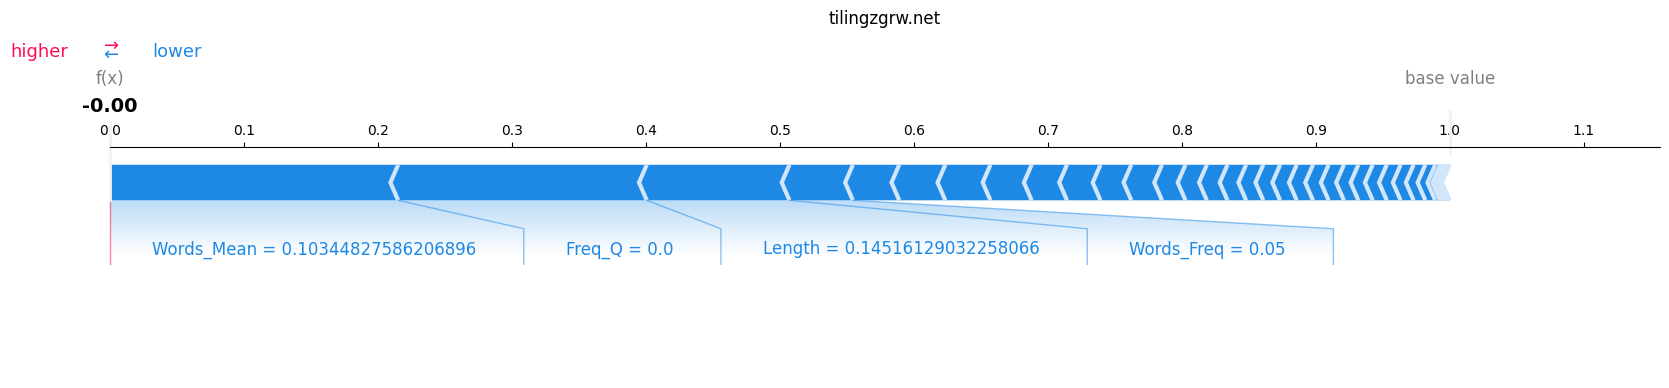 tilingzgrw.net
higher → ← lower
f(x) base value
-0.00
0.0 0.1 0.2 0.3 0.4 0.5 0.6 0.7 0.8 0.9 1.0 1.1
Words_Mean = 0.10344827586206896 Freq_Q = 0.0 Length = 0.14516129032258066 Words_Freq = 0.05